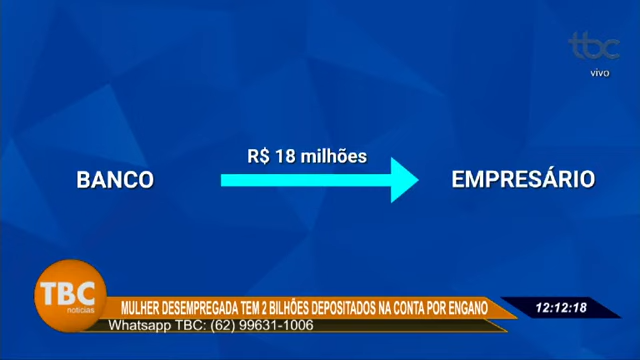 tbc
vivo
R$ 18 milhões
BANCO
EMPRESÁRIO
TBC
notícias
MULHER DESEMPREGADA TEM 2 BILHÕES DEPOSITADOS NA CONTA POR ENGANO
12:12:18
Whatsapp TBC: (62) 99631-1006